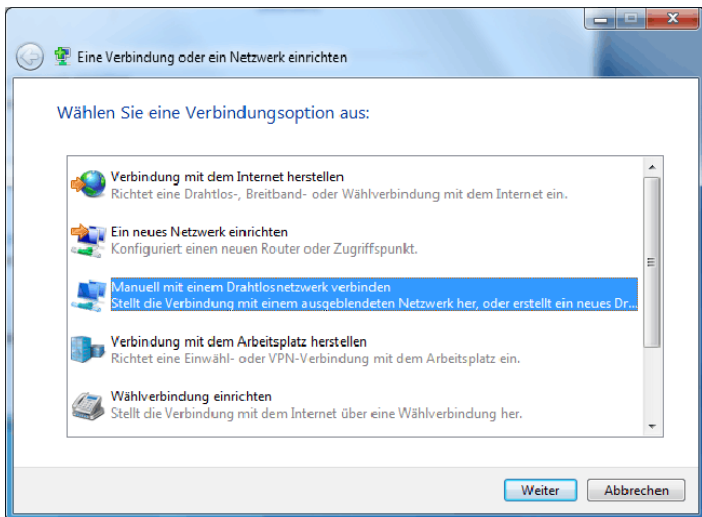 Eine Verbindung oder ein Netzwerk einrichten
Wählen Sie eine Verbindungsoption aus:
Verbindung mit dem Internet herstellen
Richtet eine Drahtlos-, Breitband- oder Wählverbindung mit dem Internet ein.
Ein neues Netzwerk einrichten
Konfiguriert einen neuen Router oder Zugriffspunkt.
Manuell mit einem Drahtlosnetzwerk verbinden
Stellt die Verbindung mit einem ausgeblendeten Netzwerk her, oder erstellt ein neues Dr...
Verbindung mit dem Arbeitsplatz herstellen
Richtet eine Einwähl- oder VPN-Verbindung mit dem Arbeitsplatz ein.
Wählverbindung einrichten
Stellt die Verbindung mit dem Internet über eine Wählverbindung her.
Weiter
Abbrechen